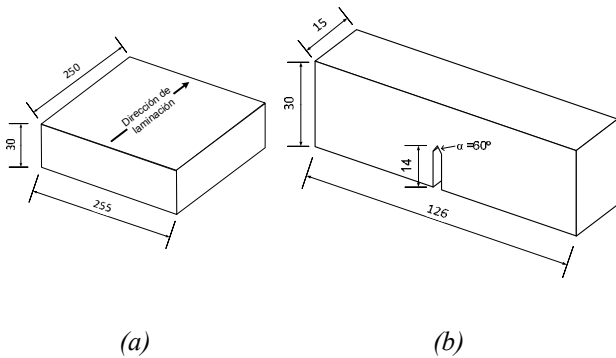 250
Dirección de
laminación
30
255
(a)
15
30
14
α =60º
126
(b)